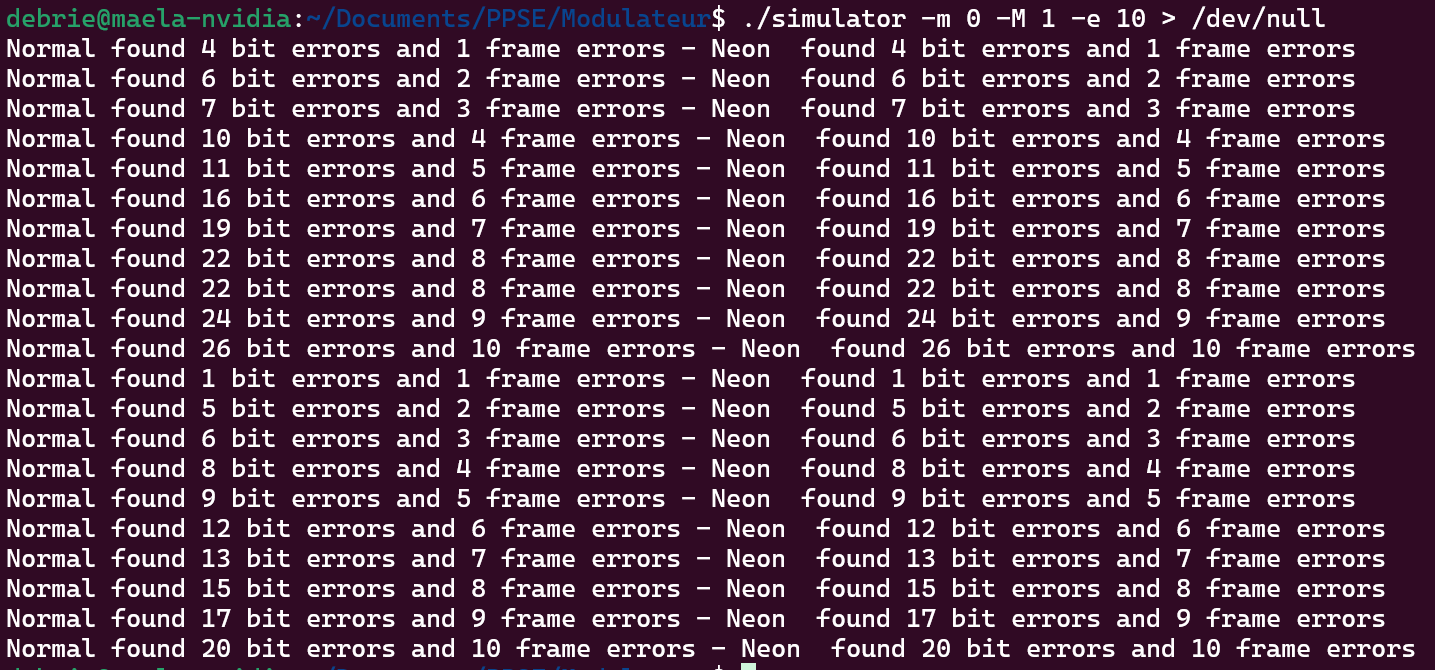 debrie@maela-nvidia:~/Documents/PPSE/Modulateur$ ./simulator -m 0 -M 1 -e 10 > /dev/null
Normal found 4 bit errors and 1 frame errors - Neon  found 4 bit errors and 1 frame errors
Normal found 6 bit errors and 2 frame errors - Neon  found 6 bit errors and 2 frame errors
Normal found 7 bit errors and 3 frame errors - Neon  found 7 bit errors and 3 frame errors
Normal found 10 bit errors and 4 frame errors - Neon  found 10 bit errors and 4 frame errors
Normal found 11 bit errors and 5 frame errors - Neon  found 11 bit errors and 5 frame errors
Normal found 16 bit errors and 6 frame errors - Neon  found 16 bit errors and 6 frame errors
Normal found 19 bit errors and 7 frame errors - Neon  found 19 bit errors and 7 frame errors
Normal found 22 bit errors and 8 frame errors - Neon  found 22 bit errors and 8 frame errors
Normal found 22 bit errors and 8 frame errors - Neon  found 22 bit errors and 8 frame errors
Normal found 24 bit errors and 9 frame errors - Neon  found 24 bit errors and 9 frame errors
Normal found 26 bit errors and 10 frame errors - Neon  found 26 bit errors and 10 frame errors
Normal found 1 bit errors and 1 frame errors - Neon  found 1 bit errors and 1 frame errors
Normal found 5 bit errors and 2 frame errors - Neon  found 5 bit errors and 2 frame errors
Normal found 6 bit errors and 3 frame errors - Neon  found 6 bit errors and 3 frame errors
Normal found 8 bit errors and 4 frame errors - Neon  found 8 bit errors and 4 frame errors
Normal found 9 bit errors and 5 frame errors - Neon  found 9 bit errors and 5 frame errors
Normal found 12 bit errors and 6 frame errors - Neon  found 12 bit errors and 6 frame errors
Normal found 13 bit errors and 7 frame errors - Neon  found 13 bit errors and 7 frame errors
Normal found 15 bit errors and 8 frame errors - Neon  found 15 bit errors and 8 frame errors
Normal found 17 bit errors and 9 frame errors - Neon  found 17 bit errors and 9 frame errors
Normal found 20 bit errors and 10 frame errors - Neon  found 20 bit errors and 10 frame errors